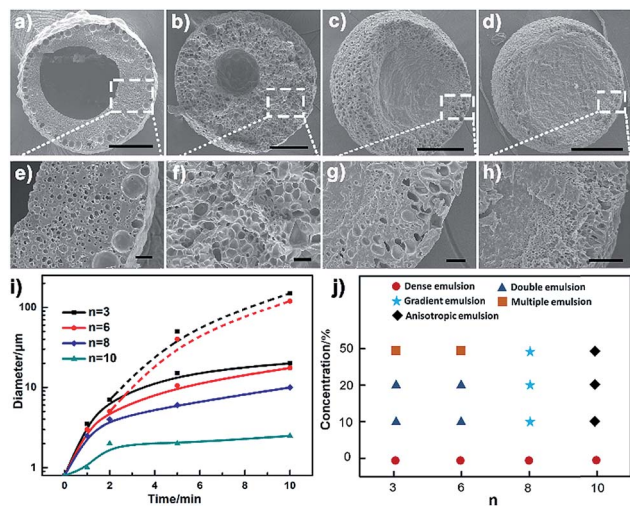 a)
b)
c)
d)
e)
f)
g)
h)
i)
n=3
n=6
n=8
n=10
100
10
1
Diameter/μm
0
2
4
6
8
10
Time/min
j)
Dense emulsion
Double emulsion
Gradient emulsion
Multiple emulsion
Anisotropic emulsion
Concentration/%
50
20
10
0
3
6
8
10
n